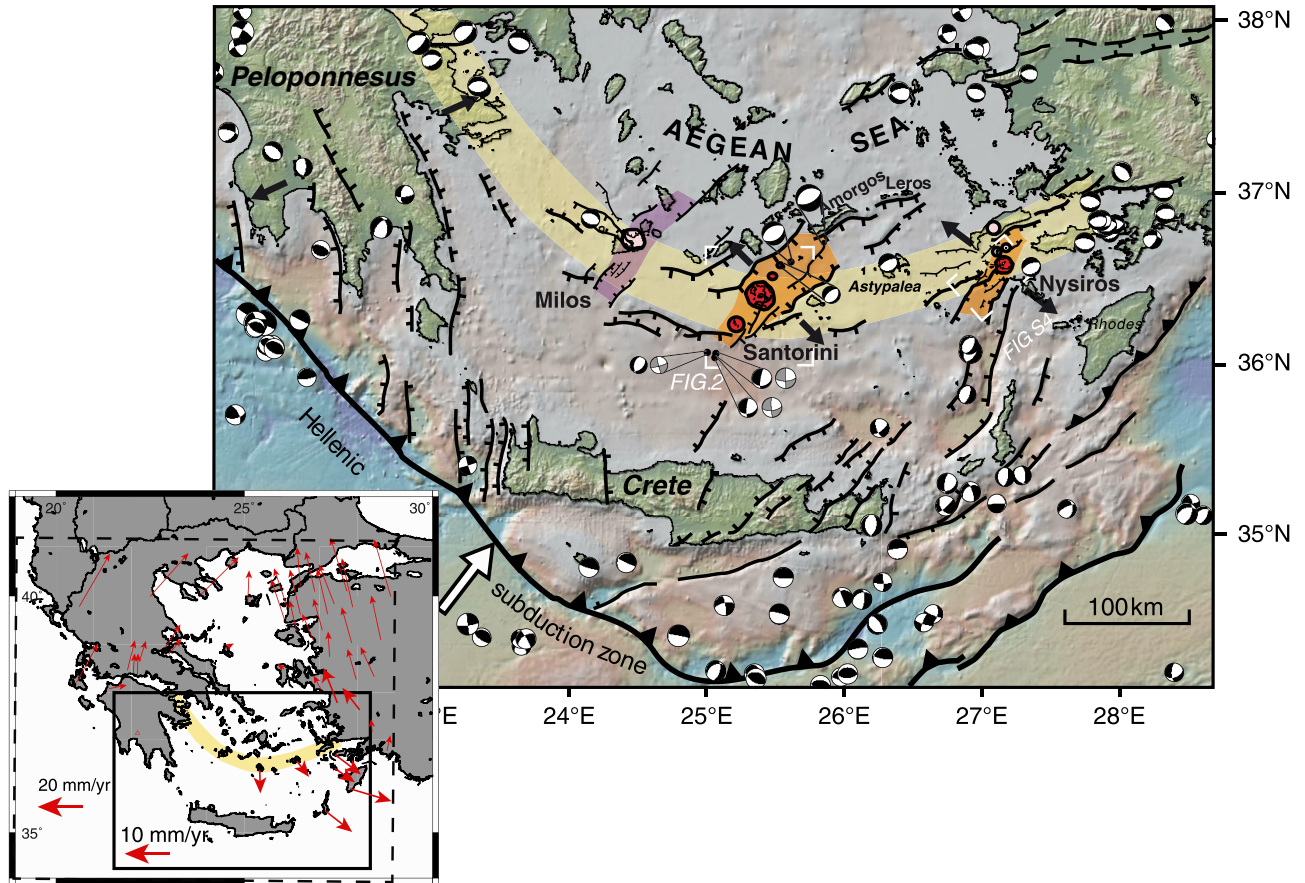 38°N
Peloponnesus
AEGEAN SEA
37°N
Amorgos
Leros
Milos
Astypalea
Nysiros
Santorini
Rhodes
FIG.2
FIG S4
36°N
Hellenic
Crete
35°N
subduction zone
100km
E
24°E
25°E
26°E
27°E
28°E
20°
25°
30°
40°
20 mm/yr
35°
10 mm/yr